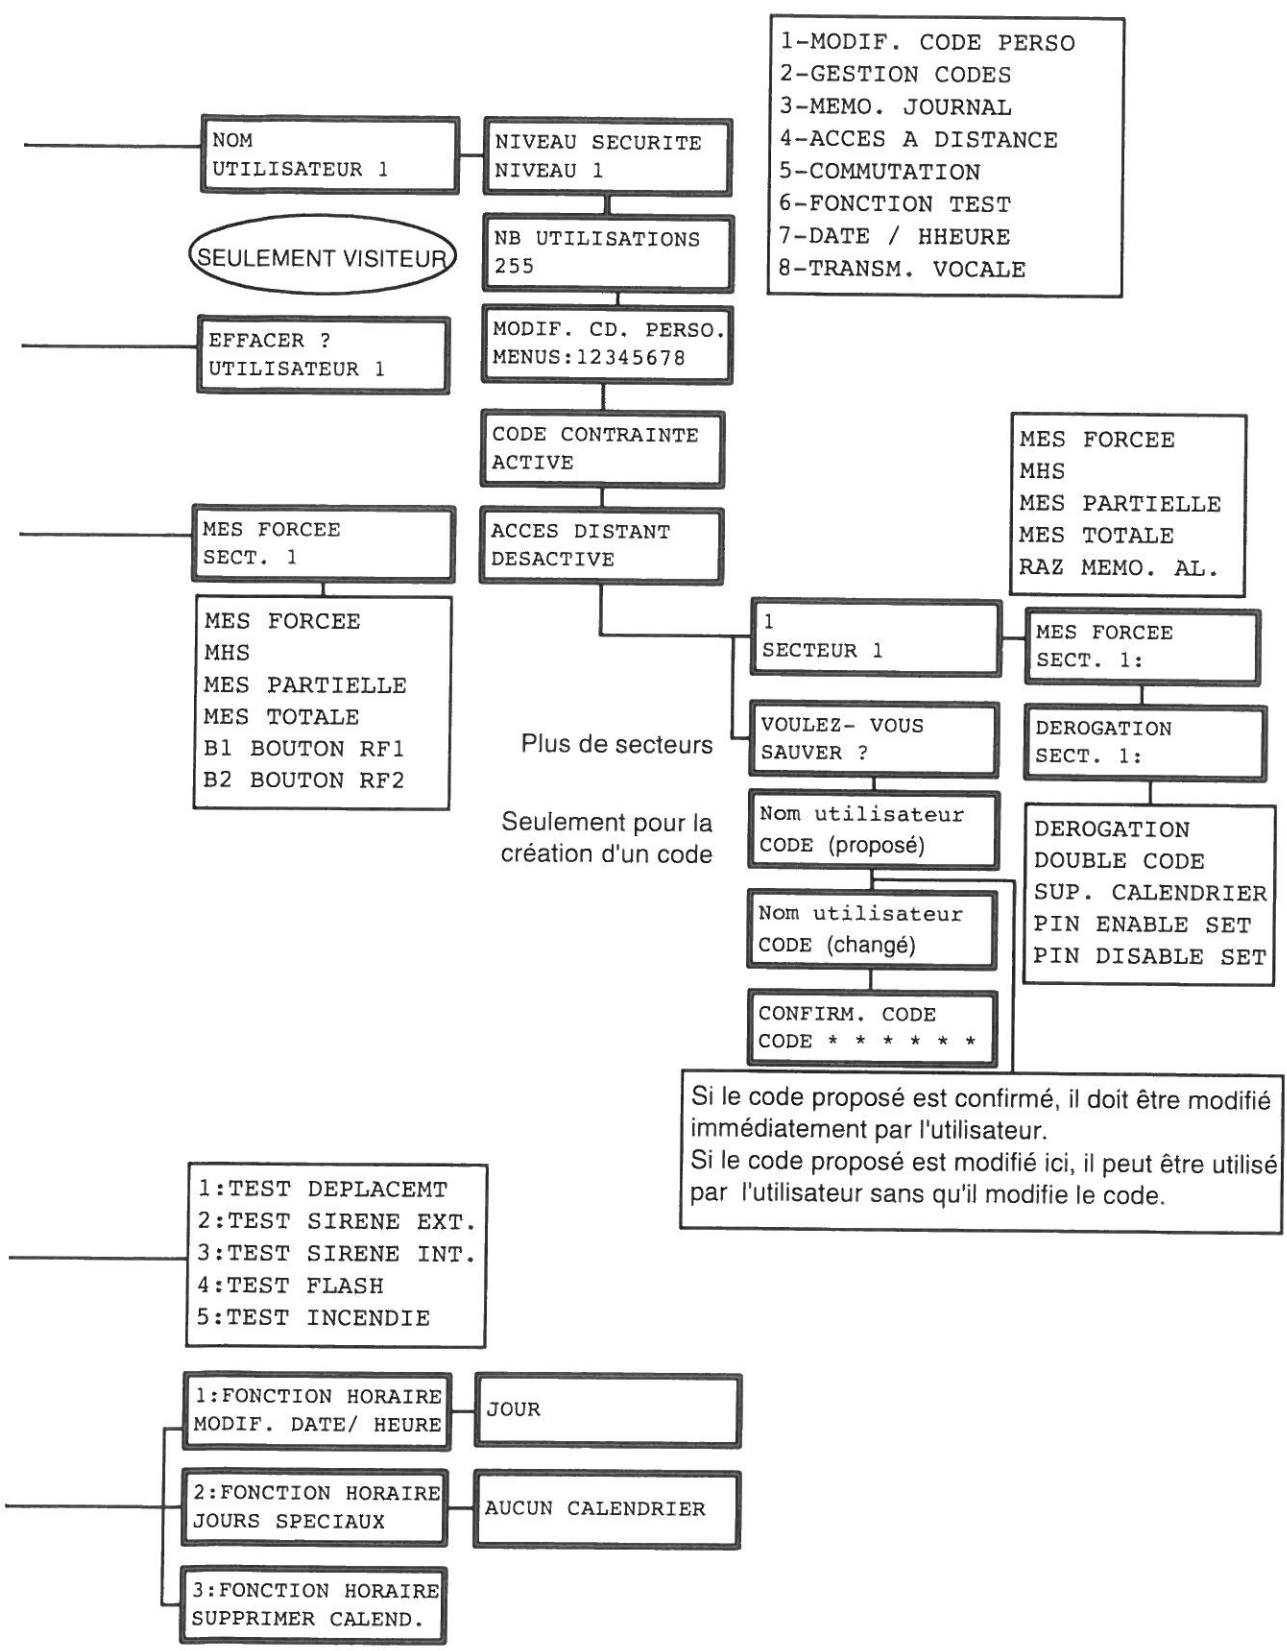 1-MODIF. CODE PERSO
2-GESTION CODES
3-MEMO. JOURNAL
4-ACCES A DISTANCE
5-COMMUTATION
6-FONCTION TEST
7-DATE / HHEURE
8-TRANSM. VOCALE
NOM
UTILISATEUR 1
NIVEAU SECURITE
NIVEAU 1
SEULEMENT VISITEUR
NB UTILISATIONS
255
EFFACER ?
UTILISATEUR 1
MODIF. CD. PERSO.
MENUS:12345678
CODE CONTRAINTE
ACTIVE
MES FORCEE
MHS
MES PARTIELLE
MES TOTALE
RAZ MEMO. AL.
MES FORCEE
SECT. 1
ACCES DISTANT
DESACTIVE
MES FORCEE
MHS
MES PARTIELLE
MES TOTALE
B1 BOUTON RF1
B2 BOUTON RF2
1
SECTEUR 1
MES FORCEE
SECT. 1:
Plus de secteurs
VOULEZ- VOUS
SAUVER ?
DEROGATION
SECT. 1:
Seulement pour la
création d'un code
Nom utilisateur
CODE (proposé)
DEROGATION
DOUBLE CODE
SUP. CALENDRIER
PIN ENABLE SET
PIN DISABLE SET
Nom utilisateur
CODE (changé)
CONFIRM. CODE
CODE * * * * * *
Si le code proposé est confirmé, il doit être modifié
immédiatement par l'utilisateur.
Si le code proposé est modifié ici, il peut être utilisé
par l'utilisateur sans qu'il modifie le code.
1:TEST DEPLACEMT
2:TEST SIRENE EXT.
3:TEST SIRENE INT.
4:TEST FLASH
5:TEST INCENDIE
1:FONCTION HORAIRE
MODIF. DATE/ HEURE
JOUR
2:FONCTION HORAIRE
JOURS SPECIAUX
AUCUN CALENDRIER
3:FONCTION HORAIRE
SUPPRIMER CALEND.